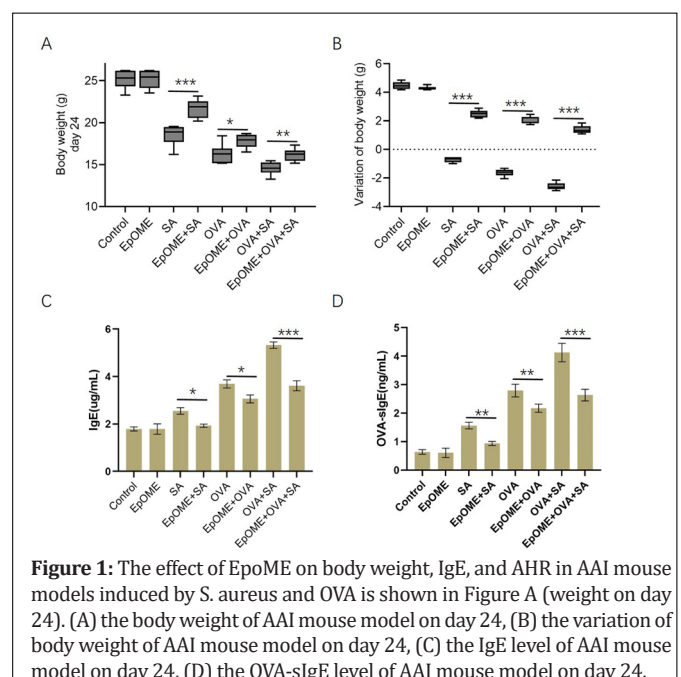 A
Body weight (g)
day 24
25
20
15
10
***
*
**
Control
EpOME
SA
EpOME+SA
OVA
EpOME+OVA
OVA+SA
EpOME+OVA+SA
B
Variation of body weight (g)
6
4
2
0
-2
-4
***
***
***
Control
EpOME
SA
EpOME+SA
OVA
EpOME+OVA
OVA+SA
EpOME+OVA+SA
C
IgE(ug/mL)
6
4
2
0
*
*
***
Control
EpOME
SA
EpOME+SA
OVA
EpOME+OVA
OVA+SA
EpOME+OVA+SA
D
OVA-sIgE(ng/mL)
5
4
3
2
1
0
**
**
***
Control
EpOME
SA
EpOME+SA
OVA
EpOME+OVA
OVA+SA
EpOME+OVA+SA
Figure 1: The effect of EpoME on body weight, IgE, and AHR in AAI mouse
models induced by S. aureus and OVA is shown in Figure A (weight on day
24). (A) the body weight of AAI mouse model on day 24, (B) the variation of
body weight of AAI mouse model on day 24, (C) the IgE level of AAI mouse
model on day 24, (D) the OVA-sIgE level of AAI mouse model on day 24.